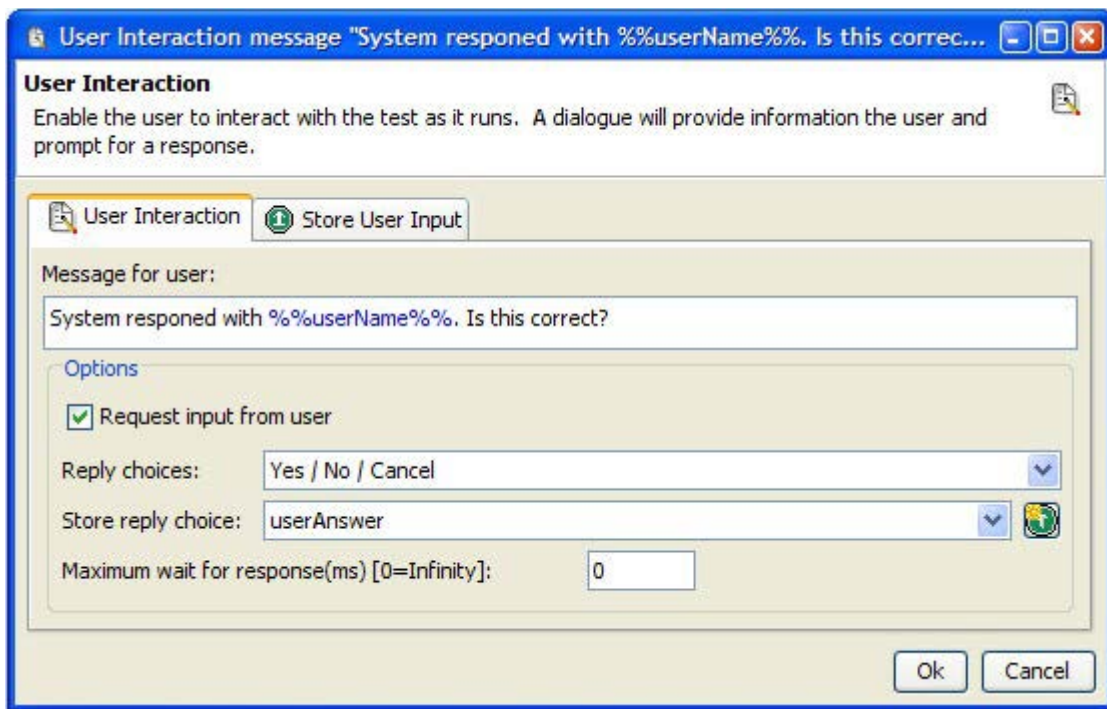 User Interaction message "System responed with %%userName%%. Is this correc...
User Interaction
Enable the user to interact with the test as it runs. A dialogue will provide information the user and
prompt for a response.
User Interaction
Store User Input
Message for user:
System responed with %%userName%%. Is this correct?
Options
Request input from user
Reply choices:
Yes / No / Cancel
Store reply choice:
userAnswer
Maximum wait for response(ms) [0=Infinity]:
0
Ok
Cancel